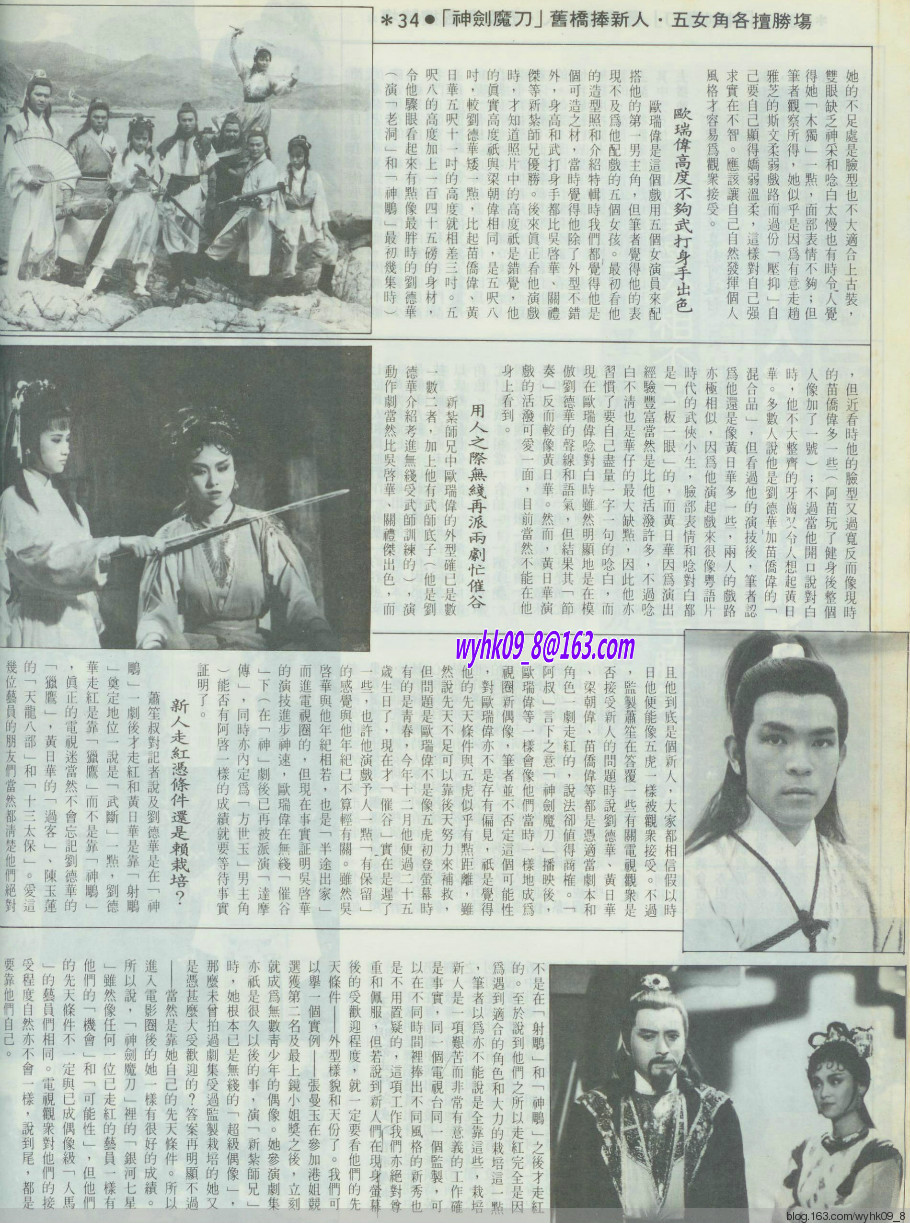 *34●「神劍魔刀」舊橋捧新人．五女角各擅勝場
她的不足處是臉型也不大適合上古裝，
雙眼缺乏神采和唸白太慢也有時令人覺
得她「木獨」一點，面部表情不夠；但
筆者觀察所得，她似乎是因爲有意走趙
雅芝的斯文柔弱戲路而過份「壓抑」自
己要自己顯得嬌弱溫柔，這樣對自己强
求實在不智。應該讓自己自然發揮個人
風格才容易爲觀衆接受。
歐瑞偉高度不夠武打身手出色
歐瑞偉是這個戲用五個女演員來配
搭他的第一男主角，但筆者覺得他的表
現不及爲他配戲的五個女孩。最初看他
的造型照和介紹特輯時我們都覺得他是
個可造之材，當時覺得他除了外型不錯
外，身高和武打身手都比吳啓華、關禮
傑等新紮師兄優勝。後來眞正看他演戲
時，才知道照片中的高度祇是錯覺，他
的眞實高度祇與梁朝偉相同，是五呎八
吋，較劉德華矮一點，比起苗僑偉、黃
日華五呎十一吋的高度就相差三吋。五
呎八的高度加上一百四十五磅的身材，
令他驟眼看起來有點像最胖時的劉德華
（演「老洞」和「神鵰」最初幾集時）
，但近看時他的臉型又過寬反而像現時
的苗僑偉多一些（阿苗玩了健身後整個
人像加了一號）；不過當他開口說對白
時，他不大整齊的牙齒又令人想起黃日
華。多數人說他是劉德華加苗僑偉的「
混合品」，但看過他的演技後，筆者認
爲他還是像黃日華多一些，兩人的戲路
亦極相似，因爲他演起戲來很像粵語片
時代的武俠小生，臉部表情和唸對白都
是「一板一眼」的，而黃日華因爲演出
經驗豐富當然是比他活潑許多，不過唸
白不清也是華仔的最大缺點，因此他亦
習慣了要自己盡量一字一句的唸白，而
現在歐瑞偉唸對白時雖然明顯地是在模
倣劉德華的聲線和語氣，但結果其「節
奏」反而較像黃日華。然而，黃日華演
戲的活潑可愛一面，目前當然不能在他
身上看到。
用人之際無綫再派兩劇忙催谷
新紮師兄中歐瑞偉的外型確已是數
一數二者，加上他有武師底子（他是劉
德華介紹考進無綫受武師訓練的），演
動作劇當然比吳啓華、關禮傑出色，而
且他到底是個新人，大家都相信假以時
日他便能像五虎一樣被觀衆接受。不過
，監製蕭笙在答覆一些有關電視觀衆是
否接受新人的問題時說劉德華、黃日華
、梁朝偉、苗僑偉等都是憑適當劇本和
角色一劇走紅的，說法卻値得商榷。「
阿叔」言下之意「神劍魔刀」播映後，
歐瑞偉等一樣會像他們當時一樣地成爲
視圈新偶像，筆者並不否定這個可能性
，對歐瑞偉亦不是存有偏見，祇是覺得
他的先天條件與五虎似乎有點距離，雖
然說先天不足可以靠後天努力來補救，
但問題是歐瑞偉不是像五虎初登螢幕時
有的是靑春，今年十二月他便過二十五
歲生日了，現在才「催谷」實在是遲了
一些，也許他演戲予人一點「有保留」
的感覺與他年紀已不算輕有關。雖然吳
啓華與他年紀相若，也是「半途出家」
而進電視圈的，但現在事實証明吳啓華
的演技進步神速，歐瑞偉在無綫「催谷
」下（在「神」劇後已再被派演「達摩
傳」，同時亦內定爲「方世玉」男主角
）能否有阿啓一樣的成績就要等待事實
証明了。
新人走紅憑條件還是賴栽培？
蕭笙叔對記者說及劉德華是在「神
鵰」劇後才走紅和黃日華是靠「射鵰
」奠定地位一說是「武斷」一點，劉德
華走紅是靠「獵鷹」而不是靠「神鵰」
，眞正的電視迷當然不會忘記劉德華的
「獵鷹」，黃日華的「過客」、陳玉蓮
的「天龍八部」和「十三太保」。愛這
幾位藝員的朋友們當然都清楚他們絕對
不是在「射鵰」和「神鵰」之後才走紅
的。至於說到他們之所以走紅完全是因
爲遇到適合的角色和大力的栽培這一點
，筆者以爲亦不能說是全靠這些，栽培
新人是一項艱苦而非常有意義的工作確
是事實，同一個電視台同一個監製，可
以在不同時間裡捧出不同風格的新秀也
是不用置疑的，這項工作我們亦絕對尊
重和佩服，但若說到新人們在現身螢幕
後的受歡迎程度，就一定要看他們的先
天條件——外型樣貌和天份了。我們可
以舉一個實例——張曼玉在參加港姐競
選獲第二名及最上鏡小姐獎之後，立刻
就成爲無數靑少年的偶像。她參演劇集
亦祇是很久以後的事，演「新紮師兄」
時，她根本已是無綫的「超級偶像」，
那麼未曾拍過劇集受過監製栽培的她又
是憑甚麼大受歡迎的？答案再明顯不過
——當然是靠她自己的先天條件。所以
進入電影圈後的她一樣有很好的成績。
所以說，「神劍魔刀」裡的「銀河七星
」雖然像任何一位已走紅的藝員一樣有
他們的「機會」和「可能性」，但他們
的先天條件不一定與已成偶像級「人馬
」的藝員們相同。電視觀衆對他們的接
受程度自然亦不會一樣，說到尾，都是
要靠他們自己。
wyhk09_8@163.com
blog.163.com/wyhk09_8